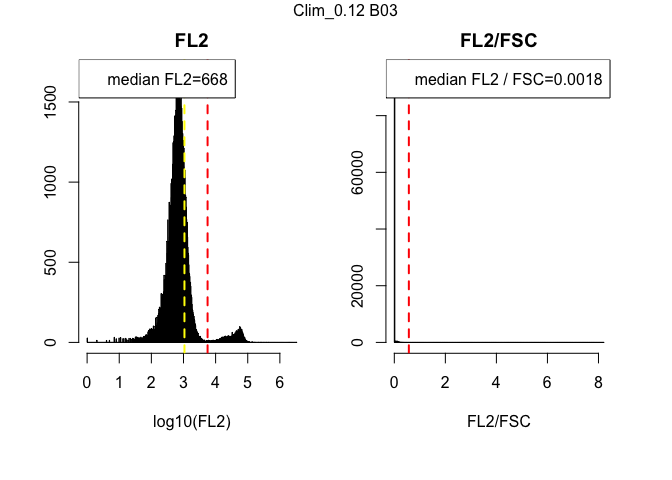 Clim_0.12 B03
FL2
median FL2=668
0
500
1000
1500
0 1 2 3 4 5 6
log10(FL2)
FL2/FSC
median FL2 / FSC=0.0018
0
20000
60000
0 2 4 6 8
FL2/FSC